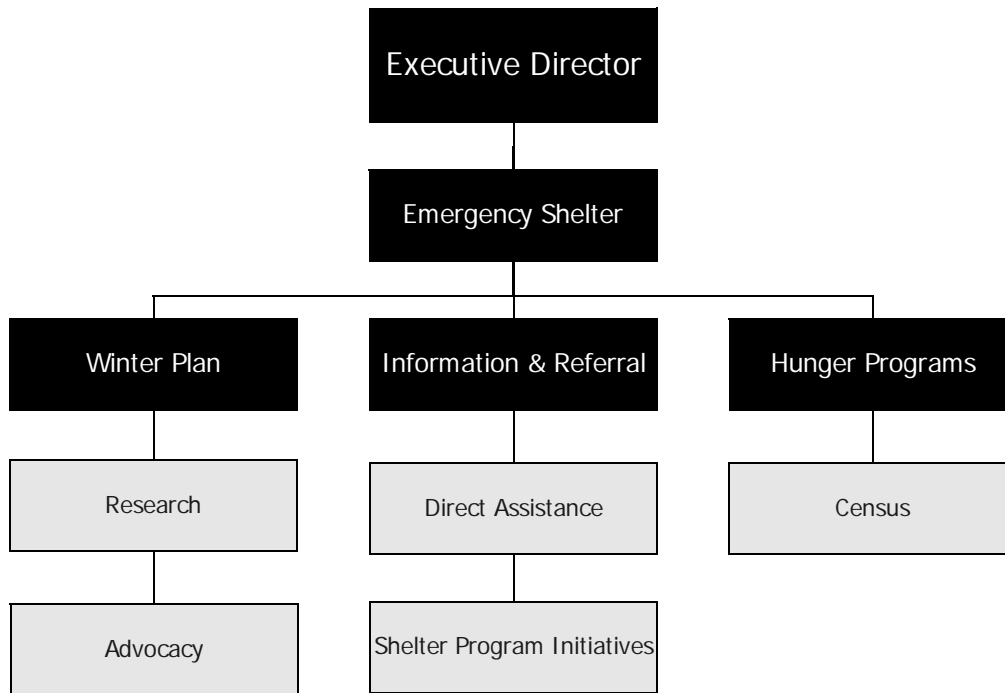 Executive Director
Emergency Shelter
Winter Plan
Information & Referral
Hunger Programs
Research
Direct Assistance
Census
Advocacy
Shelter Program Initiatives